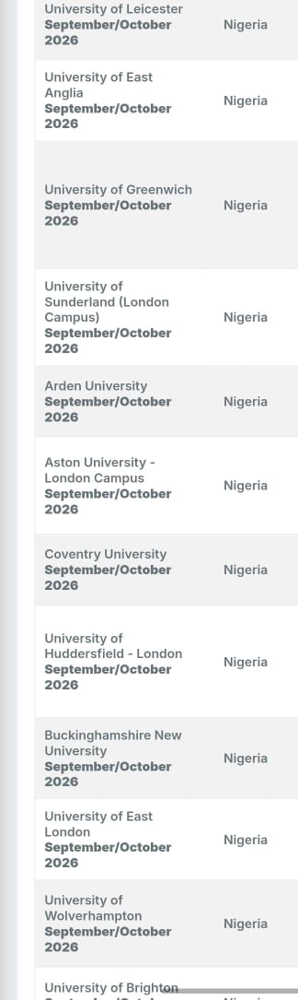 University of Leicester
September/October
2026
Nigeria
University of East
Anglia
September/October
2026
Nigeria
University of Greenwich
September/October
2026
Nigeria
University of
Sunderland (London
Campus)
September/October
2026
Nigeria
Arden University
September/October
2026
Nigeria
Aston University -
London Campus
September/October
2026
Nigeria
Coventry University
September/October
2026
Nigeria
University of
Huddersfield - London
September/October
2026
Nigeria
Buckinghamshire New
University
September/October
2026
Nigeria
University of East
London
September/October
2026
Nigeria
University of
Wolverhampton
September/October
2026
Nigeria
University of Brighton